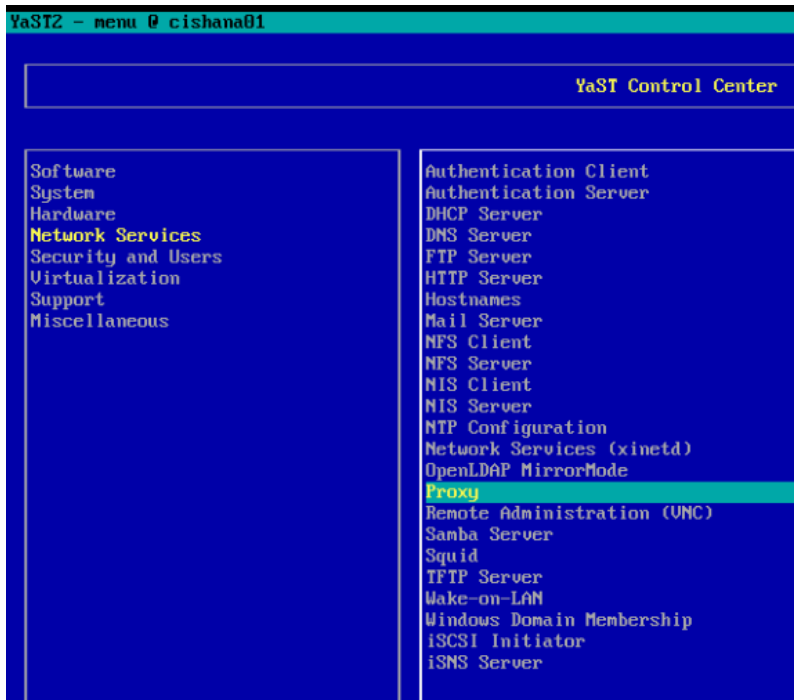 YaST2 - menu @ cishana01
YaST Control Center
Software
System
Hardware
Network Services
Security and Users
Virtualization
Support
Miscellaneous
Authentication Client
Authentication Server
DHCP Server
DNS Server
FTP Server
HTTP Server
Hostnames
Mail Server
NFS Client
NFS Server
NIS Client
NIS Server
NTP Configuration
Network Services (xinetd)
OpenLDAP MirrorMode
Proxy
Remote Administration (VNC)
Samba Server
Squid
TFTP Server
Wake-on-LAN
Windows Domain Membership
iSCSI Initiator
iSNS Server